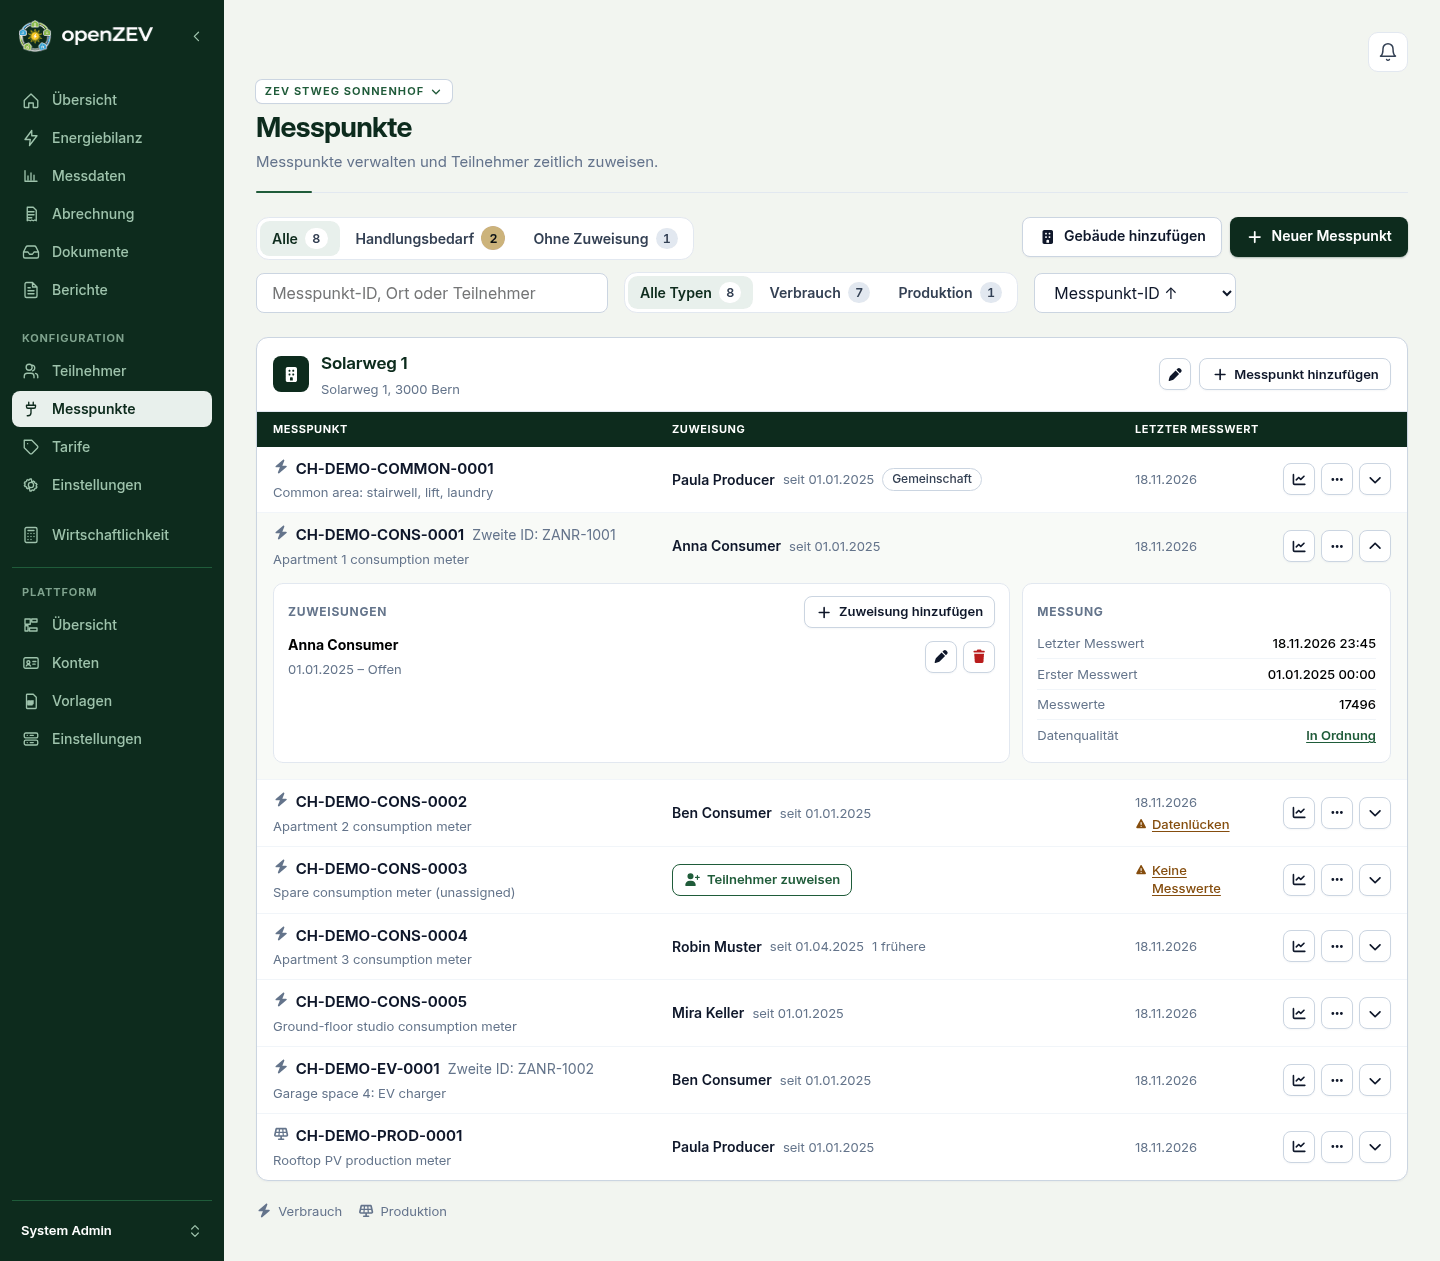 openZEV
Übersicht
Energiebilanz
Messdaten
Abrechnung
Dokumente
Berichte
KONFIGURATION
Teilnehmer
Messpunkte
Tarife
Einstellungen
Wirtschaftlichkeit
PLATTFORM
Übersicht
Konten
Vorlagen
Einstellungen
System Admin
ZEV STWEG SONNENHOF
Messpunkte
Messpunkte verwalten und Teilnehmer zeitlich zuweisen.
Alle 8 Handlungsbedarf 2 Ohne Zuweisung 1
Gebäude hinzufügen
Neuer Messpunkt
Messpunkt-ID, Ort oder Teilnehmer
Alle Typen 8 Verbrauch 7 Produktion 1
Messpunkt-ID ↑
Solarweg 1
Solarweg 1, 3000 Bern
Messpunkt hinzufügen
MESSPUNKT ZUWEISUNG LETZTER MESSWERT
CH-DEMO-COMMON-0001
Common area: stairwell, lift, laundry
Paula Producer seit 01.01.2025 Gemeinschaft
18.11.2026
CH-DEMO-CONS-0001 Zweite ID: ZANR-1001
Apartment 1 consumption meter
Anna Consumer seit 01.01.2025
18.11.2026
ZUWEISUNGEN
Zuweisung hinzufügen
Anna Consumer
01.01.2025 – Offen
MESSUNG
Letzter Messwert 18.11.2026 23:45
Erster Messwert 01.01.2025 00:00
Messwerte 17496
Datenqualität In Ordnung
CH-DEMO-CONS-0002
Apartment 2 consumption meter
Ben Consumer seit 01.01.2025
18.11.2026
Datenlücken
CH-DEMO-CONS-0003
Spare consumption meter (unassigned)
Teilnehmer zuweisen
Keine
Messwerte
CH-DEMO-CONS-0004
Apartment 3 consumption meter
Robin Muster seit 01.04.2025 1 frühere
18.11.2026
CH-DEMO-CONS-0005
Ground-floor studio consumption meter
Mira Keller seit 01.01.2025
18.11.2026
CH-DEMO-EV-0001 Zweite ID: ZANR-1002
Garage space 4: EV charger
Ben Consumer seit 01.01.2025
18.11.2026
CH-DEMO-PROD-0001
Rooftop PV production meter
Paula Producer seit 01.01.2025
18.11.2026
Verbrauch Produktion